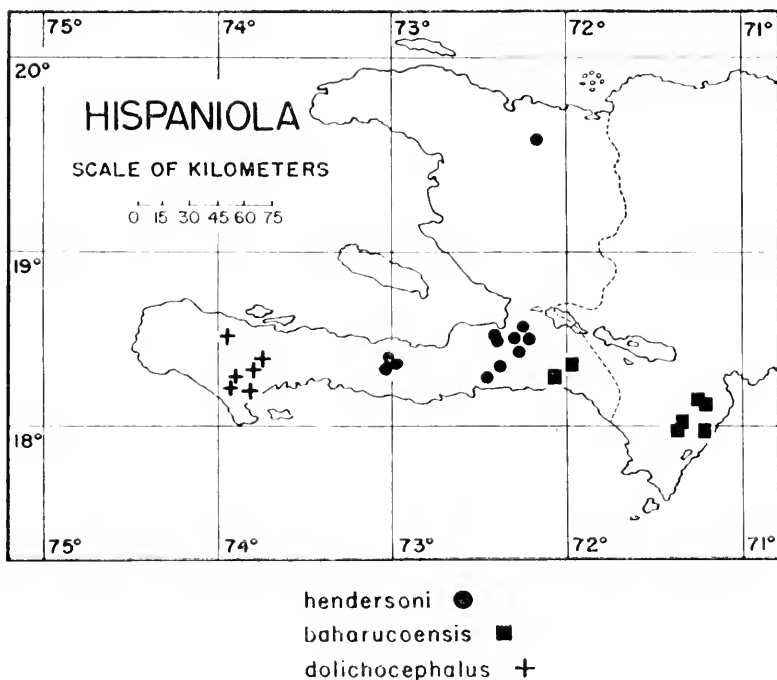 75° 74° 73° 72° 71°
20°
HISPANIOLA
SCALE OF KILOMETERS
0 15 30 45 60 75
19°
18°
75° 74° 73° 72° 71°
hendersoni
baharucoensis
dolichocephalus